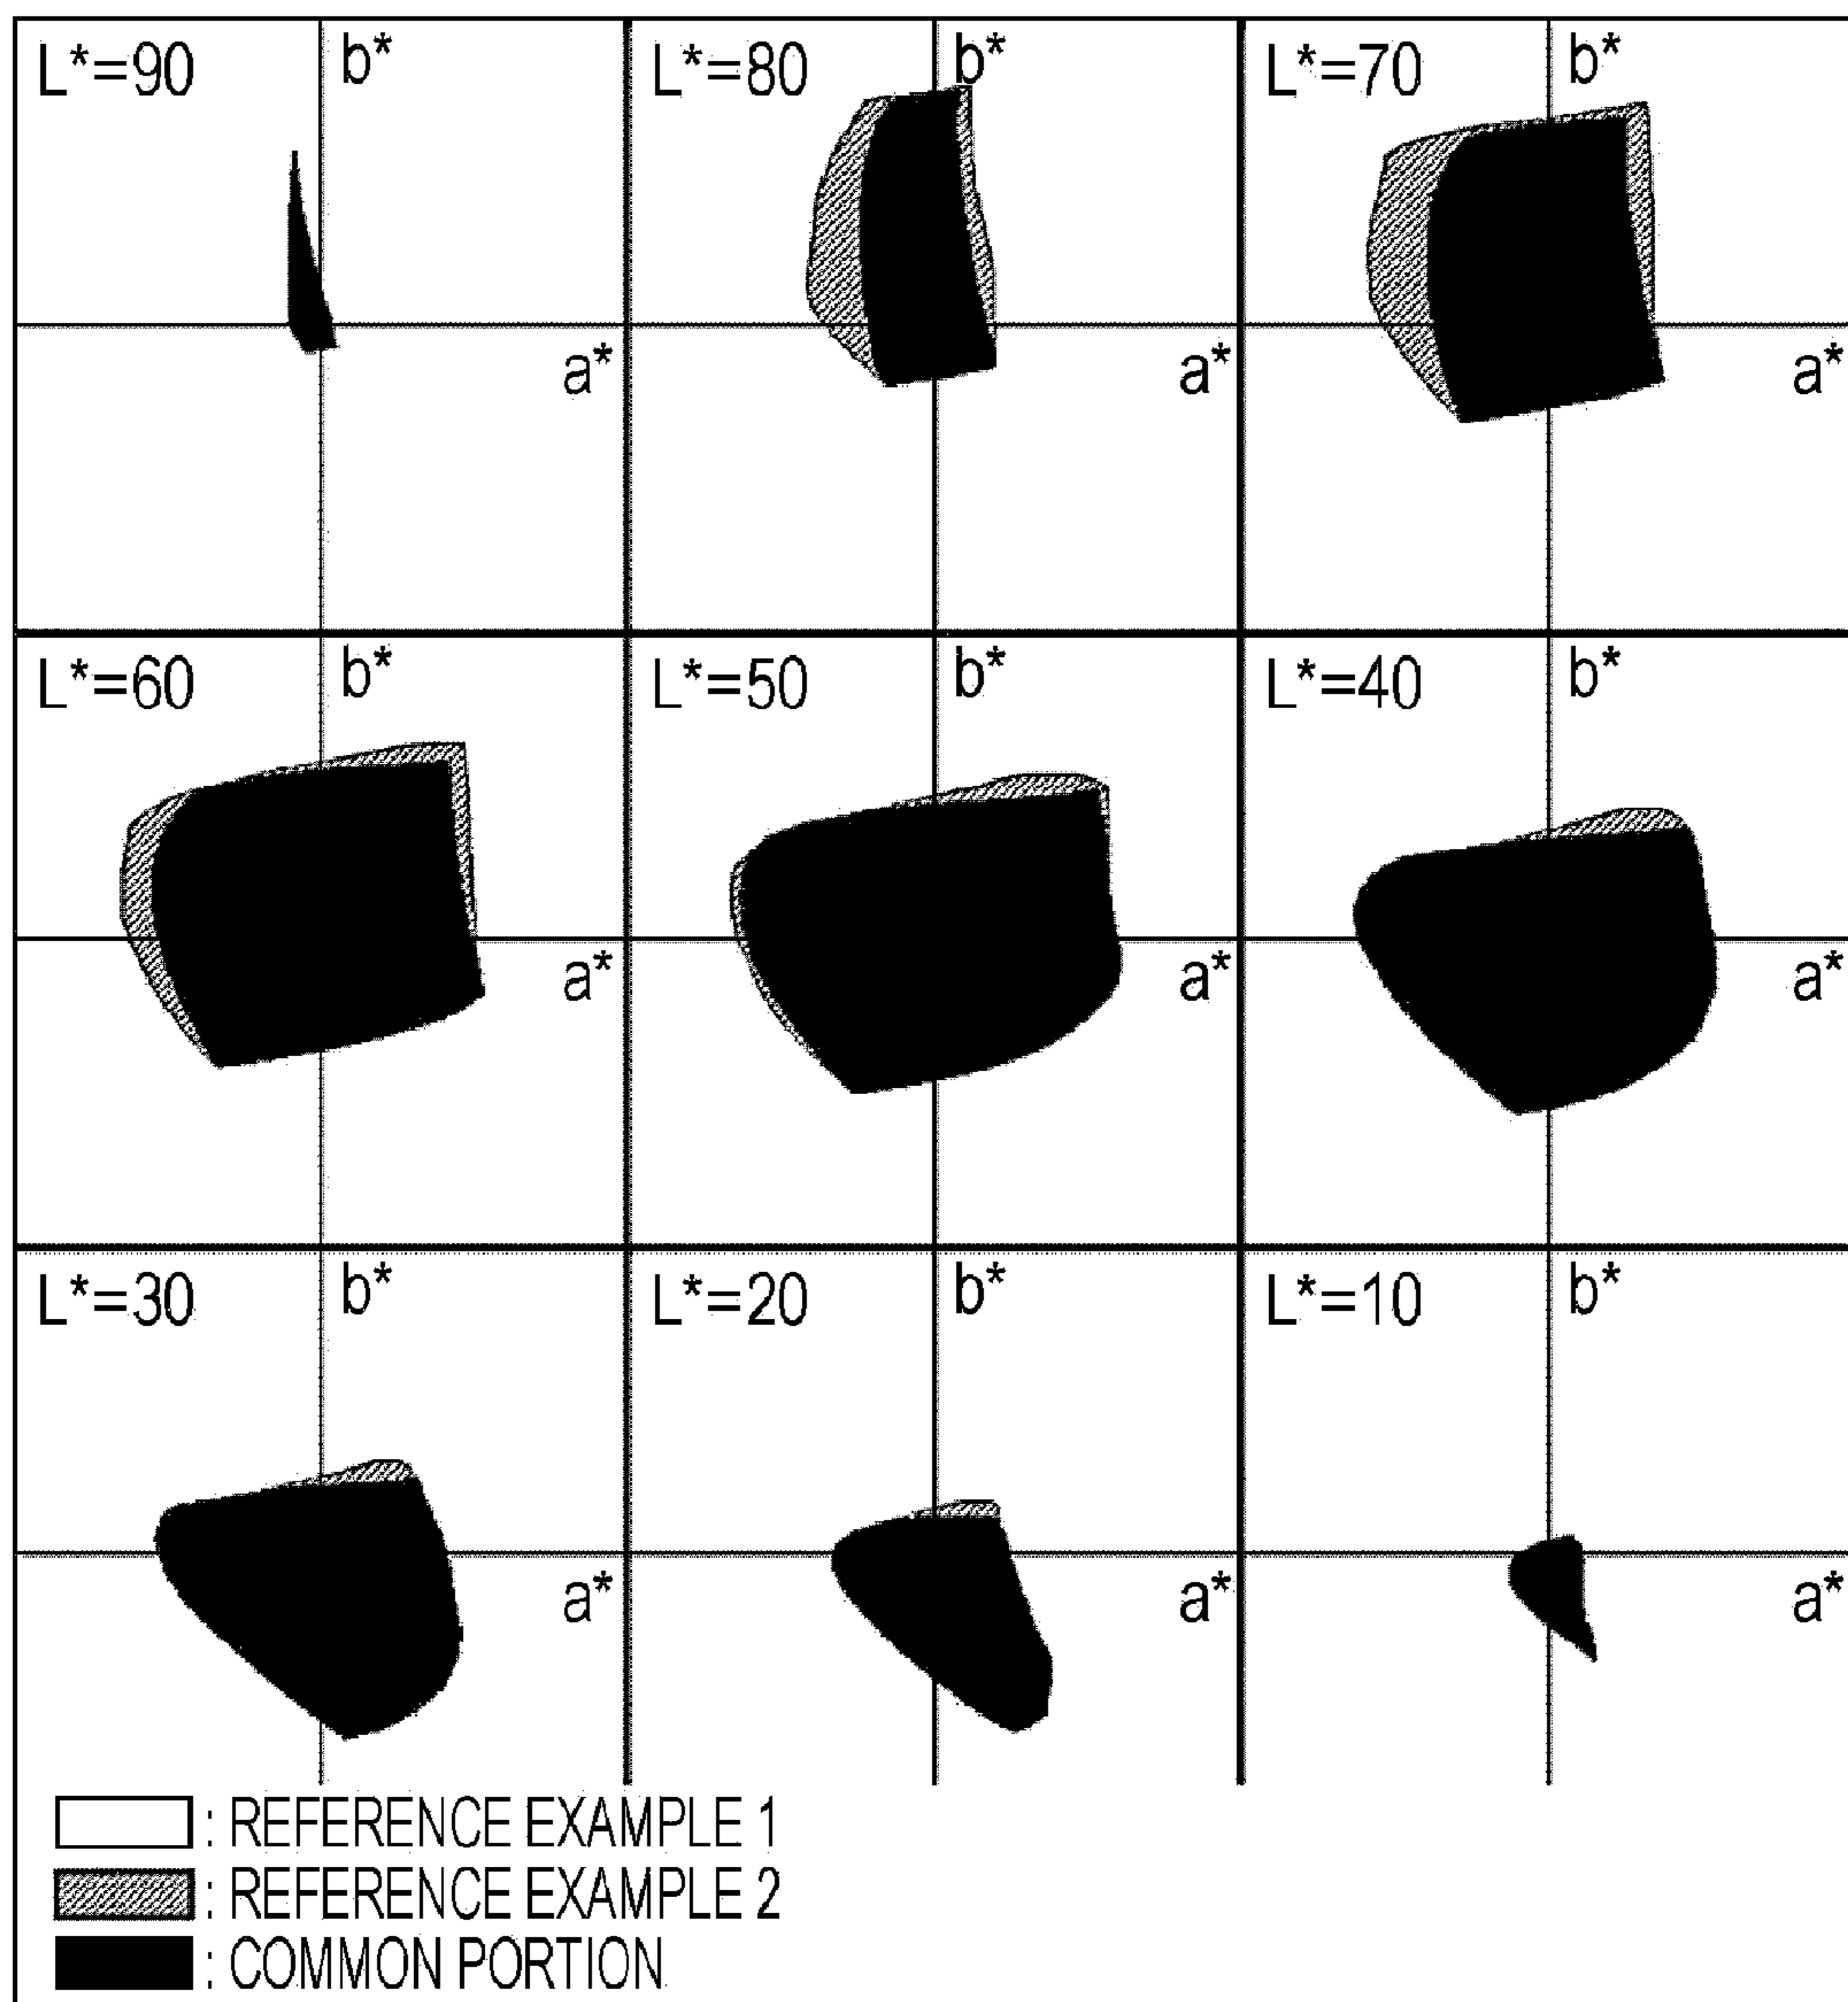 L*=90 b*
a*
L*=80 b*
a*
L*=70 b*
a*
L*=60 b*
a*
L*=50 b*
a*
L*=40 b*
a*
L*=30 b*
a*
L*=20 b*
a*
L*=10 b*
a*
: REFERENCE EXAMPLE 1
: REFERENCE EXAMPLE 2
: COMMON PORTION